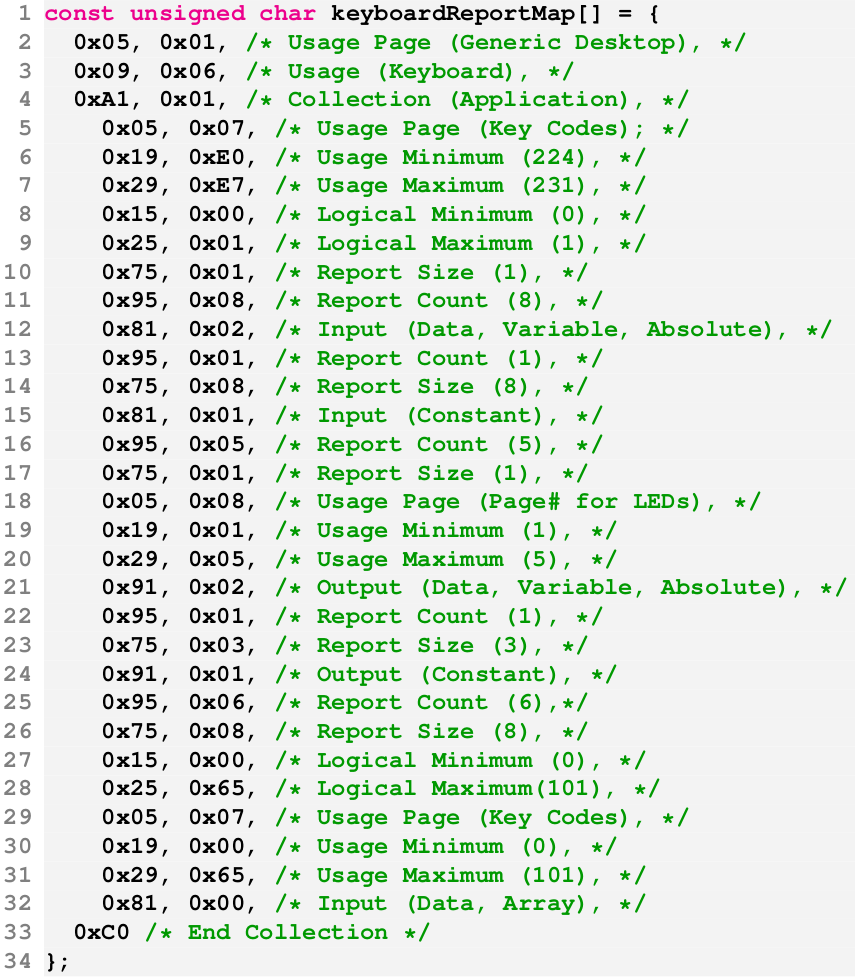 1 const unsigned char keyboardReportMap[] = {
2 0x05, 0x01, /* Usage Page (Generic Desktop), */
3 0x09, 0x06, /* Usage (Keyboard), */
4 0xA1, 0x01, /* Collection (Application), */
5 0x05, 0x07, /* Usage Page (Key Codes); */
6 0x19, 0xE0, /* Usage Minimum (224), */
7 0x29, 0xE7, /* Usage Maximum (231), */
8 0x15, 0x00, /* Logical Minimum (0), */
9 0x25, 0x01, /* Logical Maximum (1), */
10 0x75, 0x01, /* Report Size (1), */
11 0x95, 0x08, /* Report Count (8), */
12 0x81, 0x02, /* Input (Data, Variable, Absolute), */
13 0x95, 0x01, /* Report Count (1), */
14 0x75, 0x08, /* Report Size (8), */
15 0x81, 0x01, /* Input (Constant), */
16 0x95, 0x05, /* Report Count (5), */
17 0x75, 0x01, /* Report Size (1), */
18 0x05, 0x08, /* Usage Page (Page# for LEDs), */
19 0x19, 0x01, /* Usage Minimum (1), */
20 0x29, 0x05, /* Usage Maximum (5), */
21 0x91, 0x02, /* Output (Data, Variable, Absolute), */
22 0x95, 0x01, /* Report Count (1), */
23 0x75, 0x03, /* Report Size (3), */
24 0x91, 0x01, /* Output (Constant), */
25 0x95, 0x06, /* Report Count (6),*/
26 0x75, 0x08, /* Report Size (8), */
27 0x15, 0x00, /* Logical Minimum (0), */
28 0x25, 0x65, /* Logical Maximum(101), */
29 0x05, 0x07, /* Usage Page (Key Codes), */
30 0x19, 0x00, /* Usage Minimum (0), */
31 0x29, 0x65, /* Usage Maximum (101), */
32 0x81, 0x00, /* Input (Data, Array), */
33 0xC0 /* End Collection */
34 };